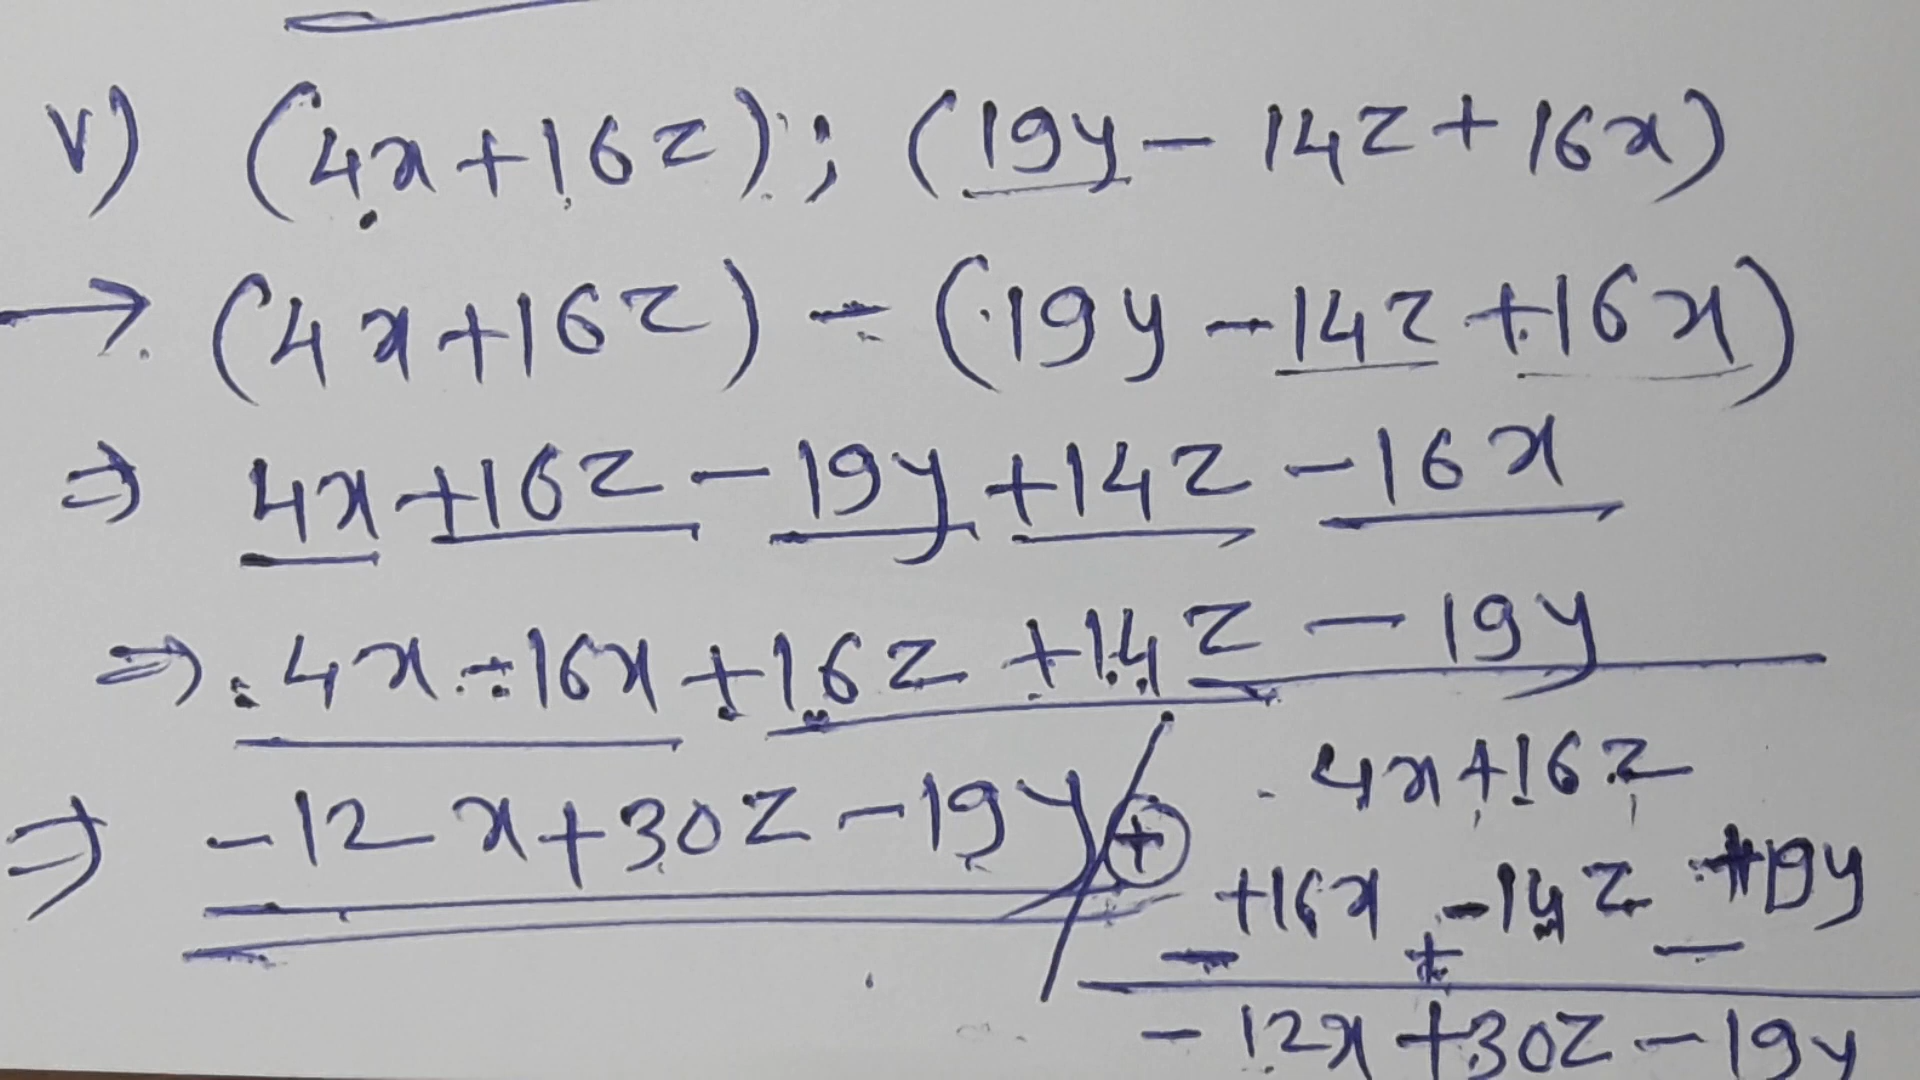 v) (4x+16z); (19y - 14z + 16x)
→ (4x+16z) - (19y - 14z + 16x)
⇒ 4x + 16z - 19y + 14z - 16x
⇒ 4x - 16x + 16z + 14z - 19y
⇒ -12x + 30z - 19y
⊕ 4x + 16z
+16x - 14z + 19y
- + -
-12x + 30z - 19y